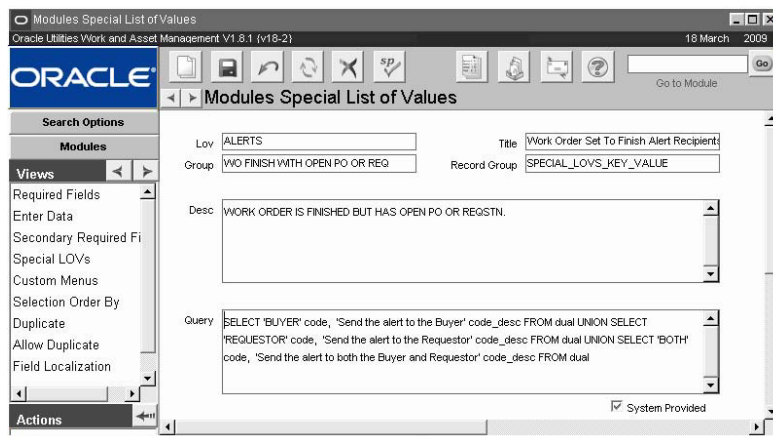 Modules Special List of Values
Oracle Utilities Work and Asset Management V1.8.1 {v18-2} 18 March 2009
ORACLE
sp
Go
Go to Module
Modules Special List of Values
Search Options
Modules
Views
Required Fields
Enter Data
Secondary Required Fi
Special LOVs
Custom Menus
Selection Order By
Duplicate
Allow Duplicate
Field Localization
Actions
Lov ALERTS Title Work Order Set To Finish Alert Recipients
Group WO FINISH WITH OPEN PO OR REQ Record Group SPECIAL_LOVS_KEY_VALUE
Desc WORK ORDER IS FINISHED BUT HAS OPEN PO OR REQSTN.
Query SELECT 'BUYER' code, 'Send the alert to the Buyer' code_desc FROM dual UNION SELECT
'REQUESTOR' code, 'Send the alert to the Requestor' code_desc FROM dual UNION SELECT 'BOTH'
code, 'Send the alert to both the Buyer and Requestor' code_desc FROM dual
System Provided